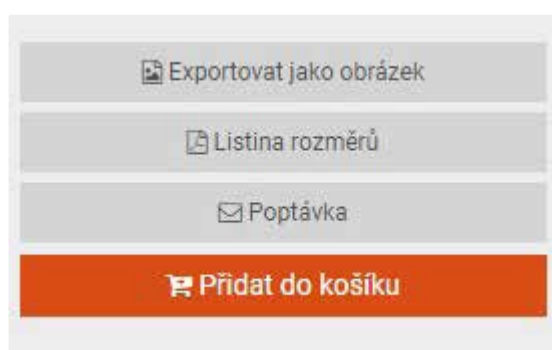 Exportovat jako obrázek
Listina rozměrů
Poptávka
Přidat do košíku